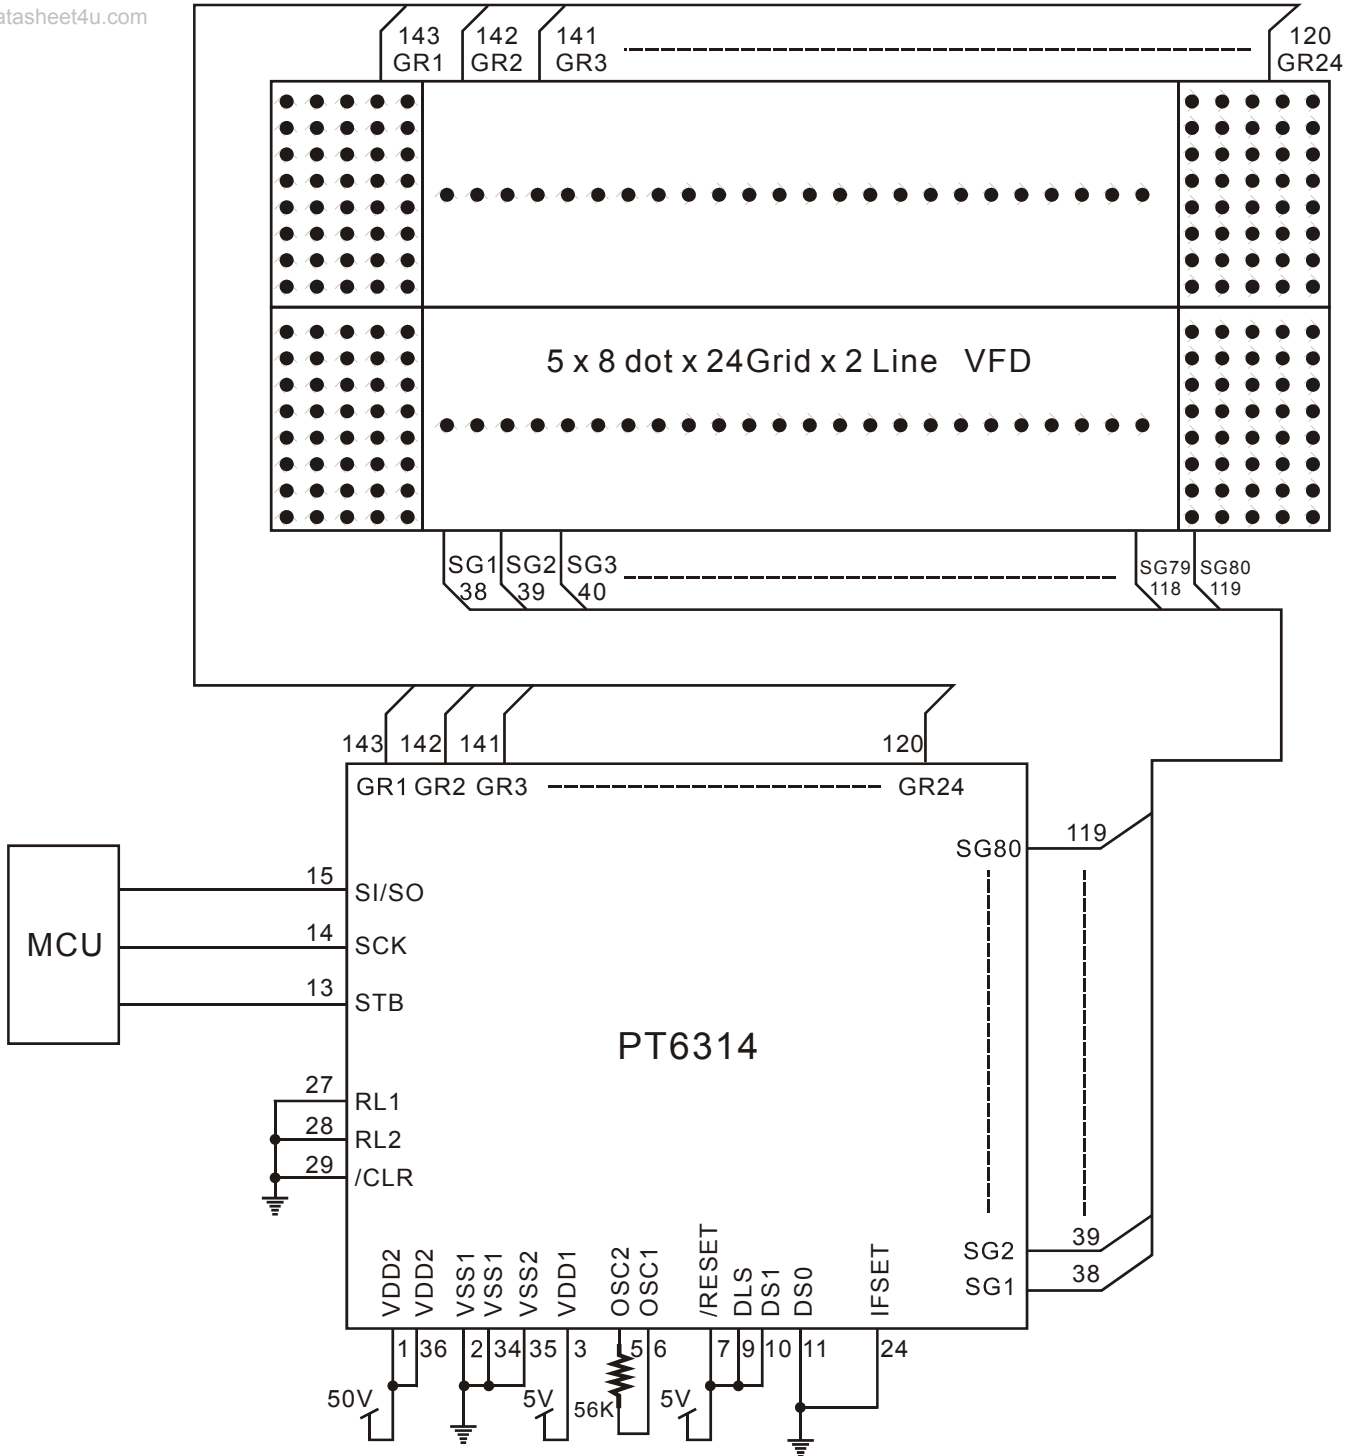 atasheet4u.com
143 142 141 120
GR1 GR2 GR3 GR24
5 x 8 dot x 24Grid x 2 Line VFD
SG1 SG2 SG3 SG79 SG80
38 39 40 118 119
143 142 141 120
GR1 GR2 GR3 GR24
119
SG80
15
SI/SO
MCU
14
SCK
13
STB
PT6314
27
RL1
28
RL2
29
/CLR
39
SG2
38
SG1
VDD2 VDD2 VSS1 VSS1 VSS2 VDD1 OSC2 OSC1 /RESET DLS DS1 DS0 IFSET
1 36 2 34 35 3 5 6 7 9 10 11 24
50V 5V 56K 5V